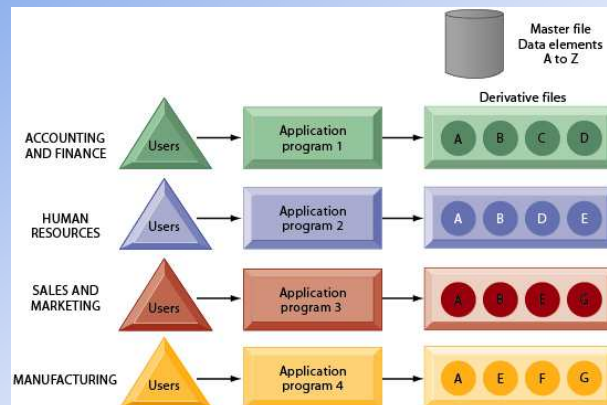 Master file
Data elements
A to Z
Derivative files
ACCOUNTING
AND FINANCE
Users
Application
program 1
A B C D
HUMAN
RESOURCES
Users
Application
program 2
A B D E
SALES AND
MARKETING
Users
Application
program 3
A B E G
MANUFACTURING
Users
Application
program 4
A E F G